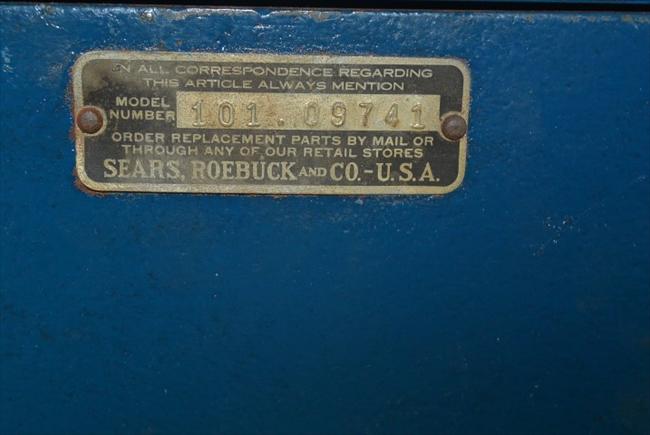 IN ALL CORRESPONDENCE REGARDING
THIS ARTICLE ALWAYS MENTION
MODEL NUMBER 101.09741
ORDER REPLACEMENT PARTS BY MAIL OR
THROUGH ANY OF OUR RETAIL STORES
SEARS, ROEBUCK AND CO.-U.S.A.